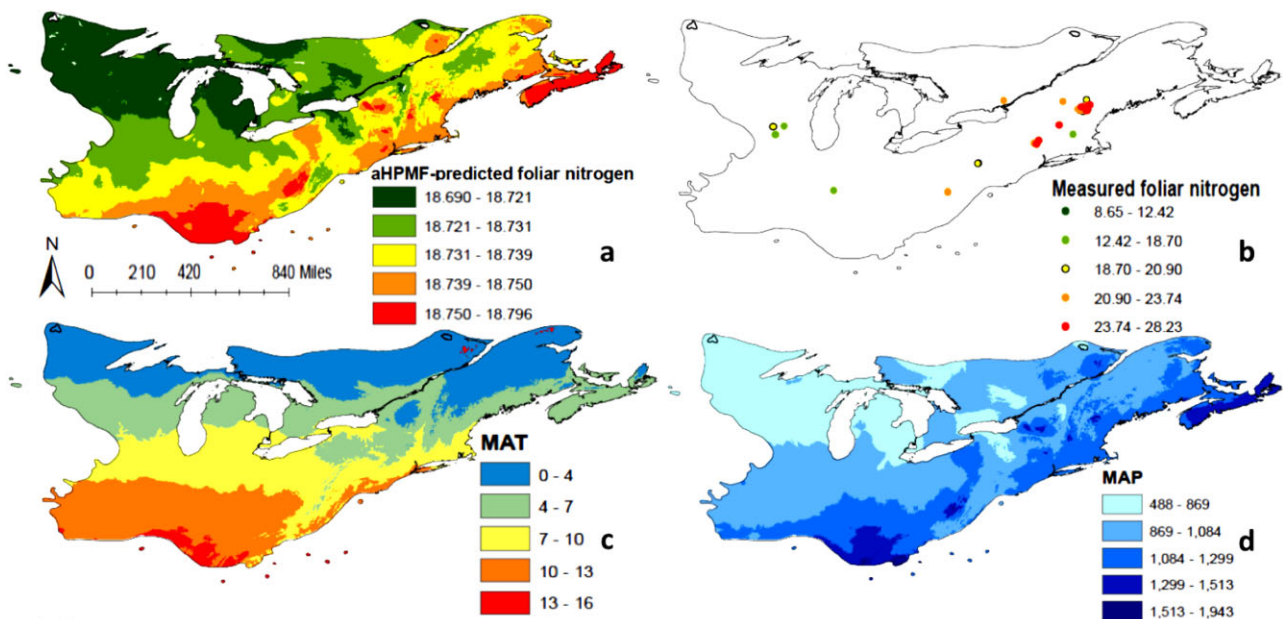 aHPMF-predicted foliar nitrogen
18.690 - 18.721
18.721 - 18.731
18.731 - 18.739
18.739 - 18.750
18.750 - 18.796
a
N
0 210 420 840 Miles
Measured foliar nitrogen
8.65 - 12.42
12.42 - 18.70
18.70 - 20.90
20.90 - 23.74
23.74 - 28.23
b
MAT
0 - 4
4 - 7
7 - 10
10 - 13
13 - 16
c
MAP
488 - 869
869 - 1,084
1,084 - 1,299
1,299 - 1,513
1,513 - 1,943
d